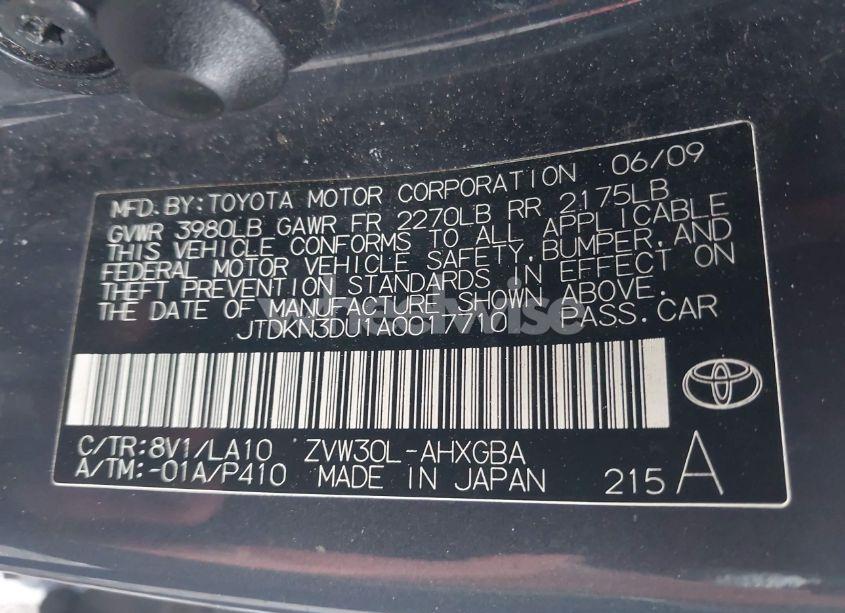 MFD. BY: TOYOTA MOTOR CORPORATION 06/09
GVWR 3980LB GAWR FR 2270LB RR 2175LB
THIS VEHICLE CONFORMS TO ALL APPLICABLE
FEDERAL MOTOR VEHICLE SAFETY, BUMPER, AND
THEFT PREVENTION STANDARDS IN EFFECT ON
THE DATE OF MANUFACTURE SHOWN ABOVE.
JTDKN3DU1A0017710 PASS. CAR
C/TR: 8V1/LA10 ZVW30L-AHXGBA
A/TM: -01A/P410 MADE IN JAPAN 215 A